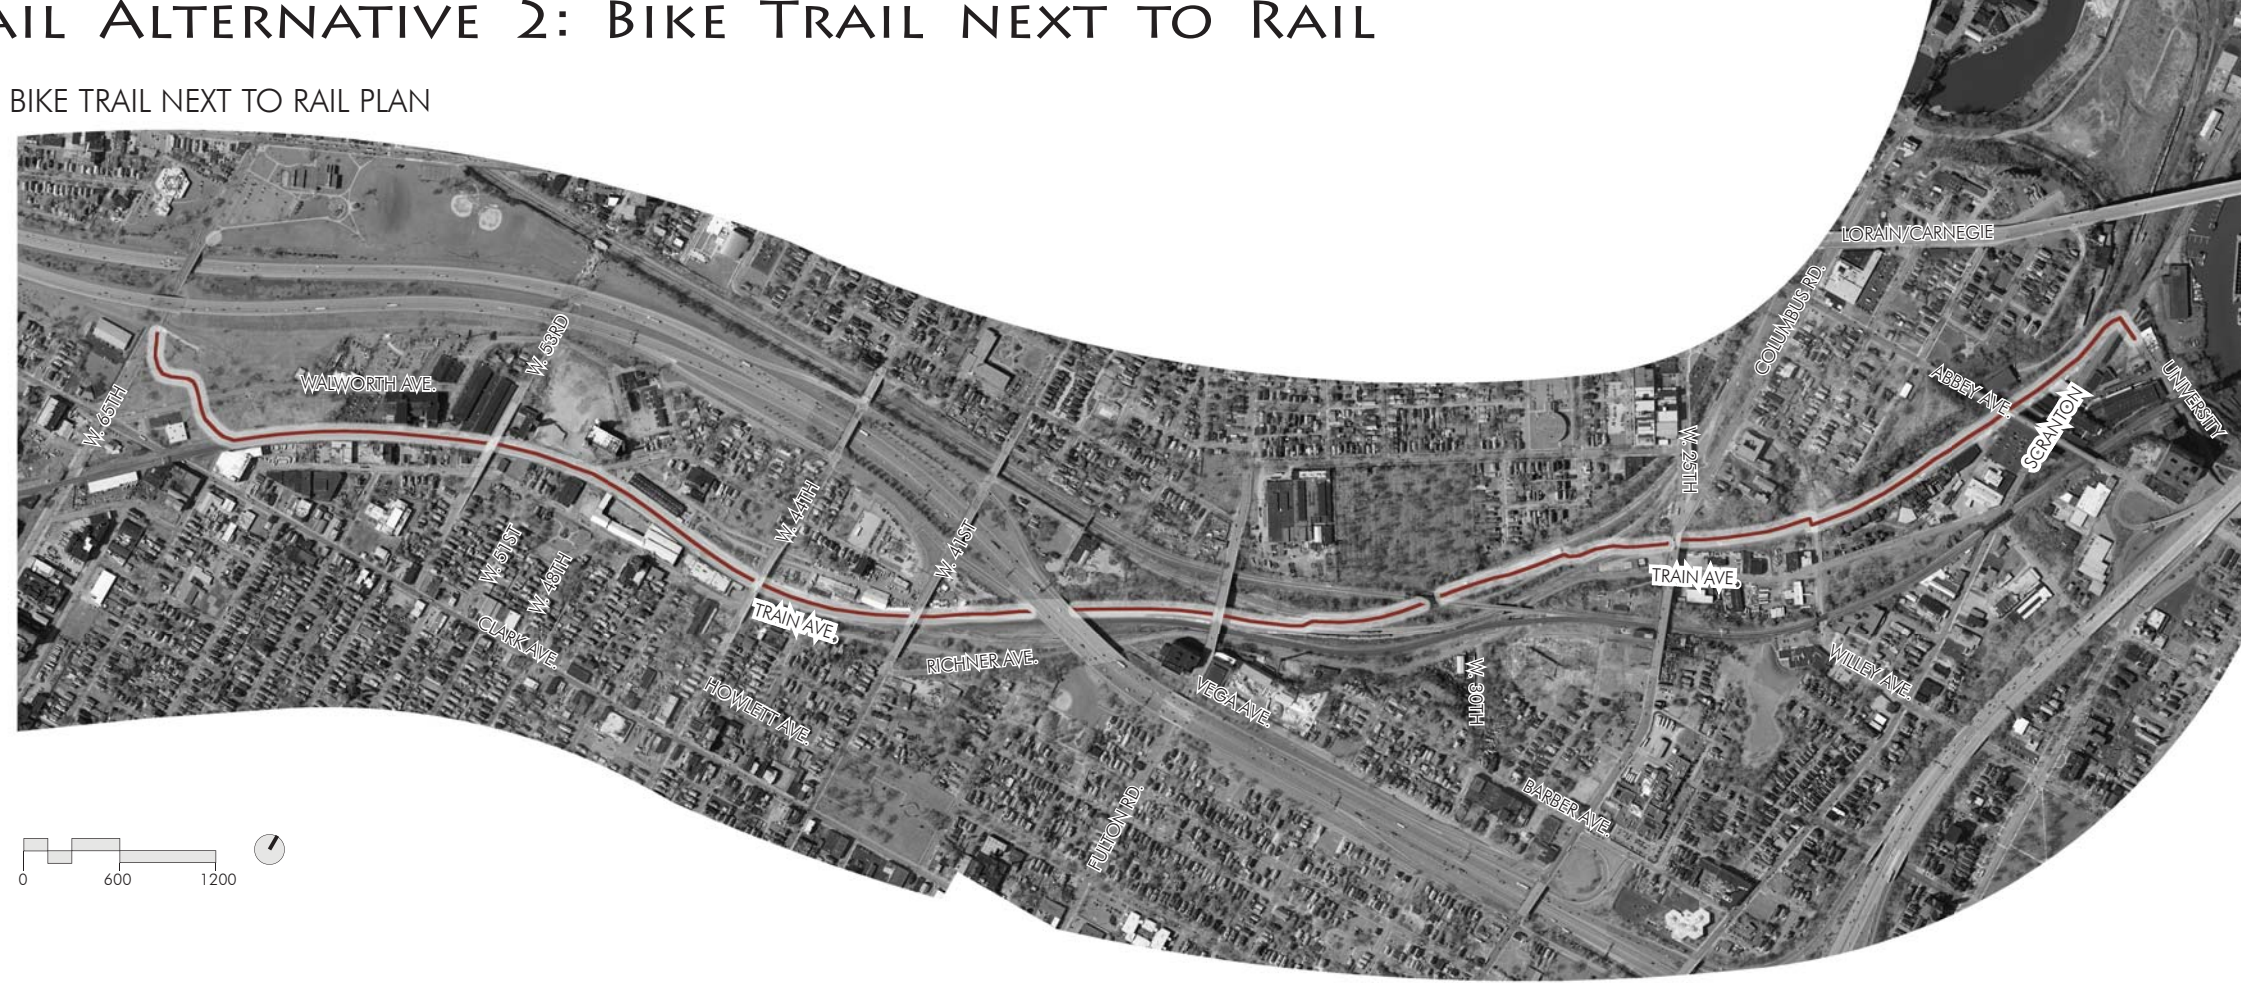 AIL ALTERNATIVE 2: BIKE TRAIL NEXT TO RAIL
BIKE TRAIL NEXT TO RAIL PLAN
LORAIN/CARNEGIE
COLUMBUS RD.
W. 53RD
WALWORTH AVE.
W. 65TH
ABBEY AVE.
SCRANTON
UNIVERSITY
W. 25TH
W. 44TH
W. 41ST
W. 51ST
W. 48TH
TRAIN AVE.
TRAIN AVE.
CLARK AVE.
RICHNER AVE.
HOWLETT AVE.
VEGA AVE.
W. 30TH
WILLEY AVE.
FULTON RD.
BARBER AVE.
0 600 1200